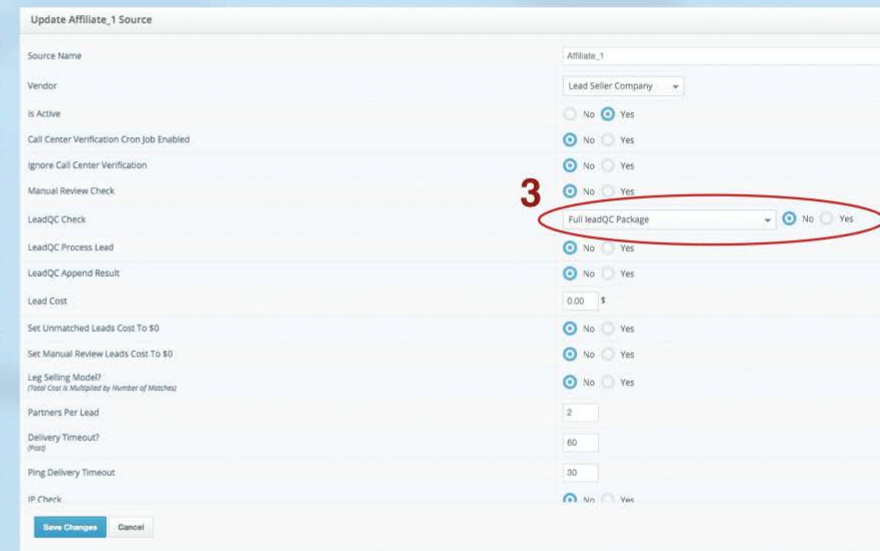 Update Affiliate_1 Source
Source Name Affiliate_1
Vendor Lead Seller Company
Is Active No Yes
Call Center Verification Cron Job Enabled No Yes
Ignore Call Center Verification No Yes
Manual Review Check No Yes
3
LeadQC Check Full leadQC Package No Yes
LeadQC Process Lead No Yes
LeadQC Append Result No Yes
Lead Cost 0.00 $
Set Unmatched Leads Cost To $0 No Yes
Set Manual Review Leads Cost To $0 No Yes
Leg Selling Model? No Yes
(Total Cost is Multiplied by Number of Matches)
Partners Per Lead 2
Delivery Timeout? 60
(Post)
Ping Delivery Timeout 30
IP Check No Yes
Save Changes Cancel